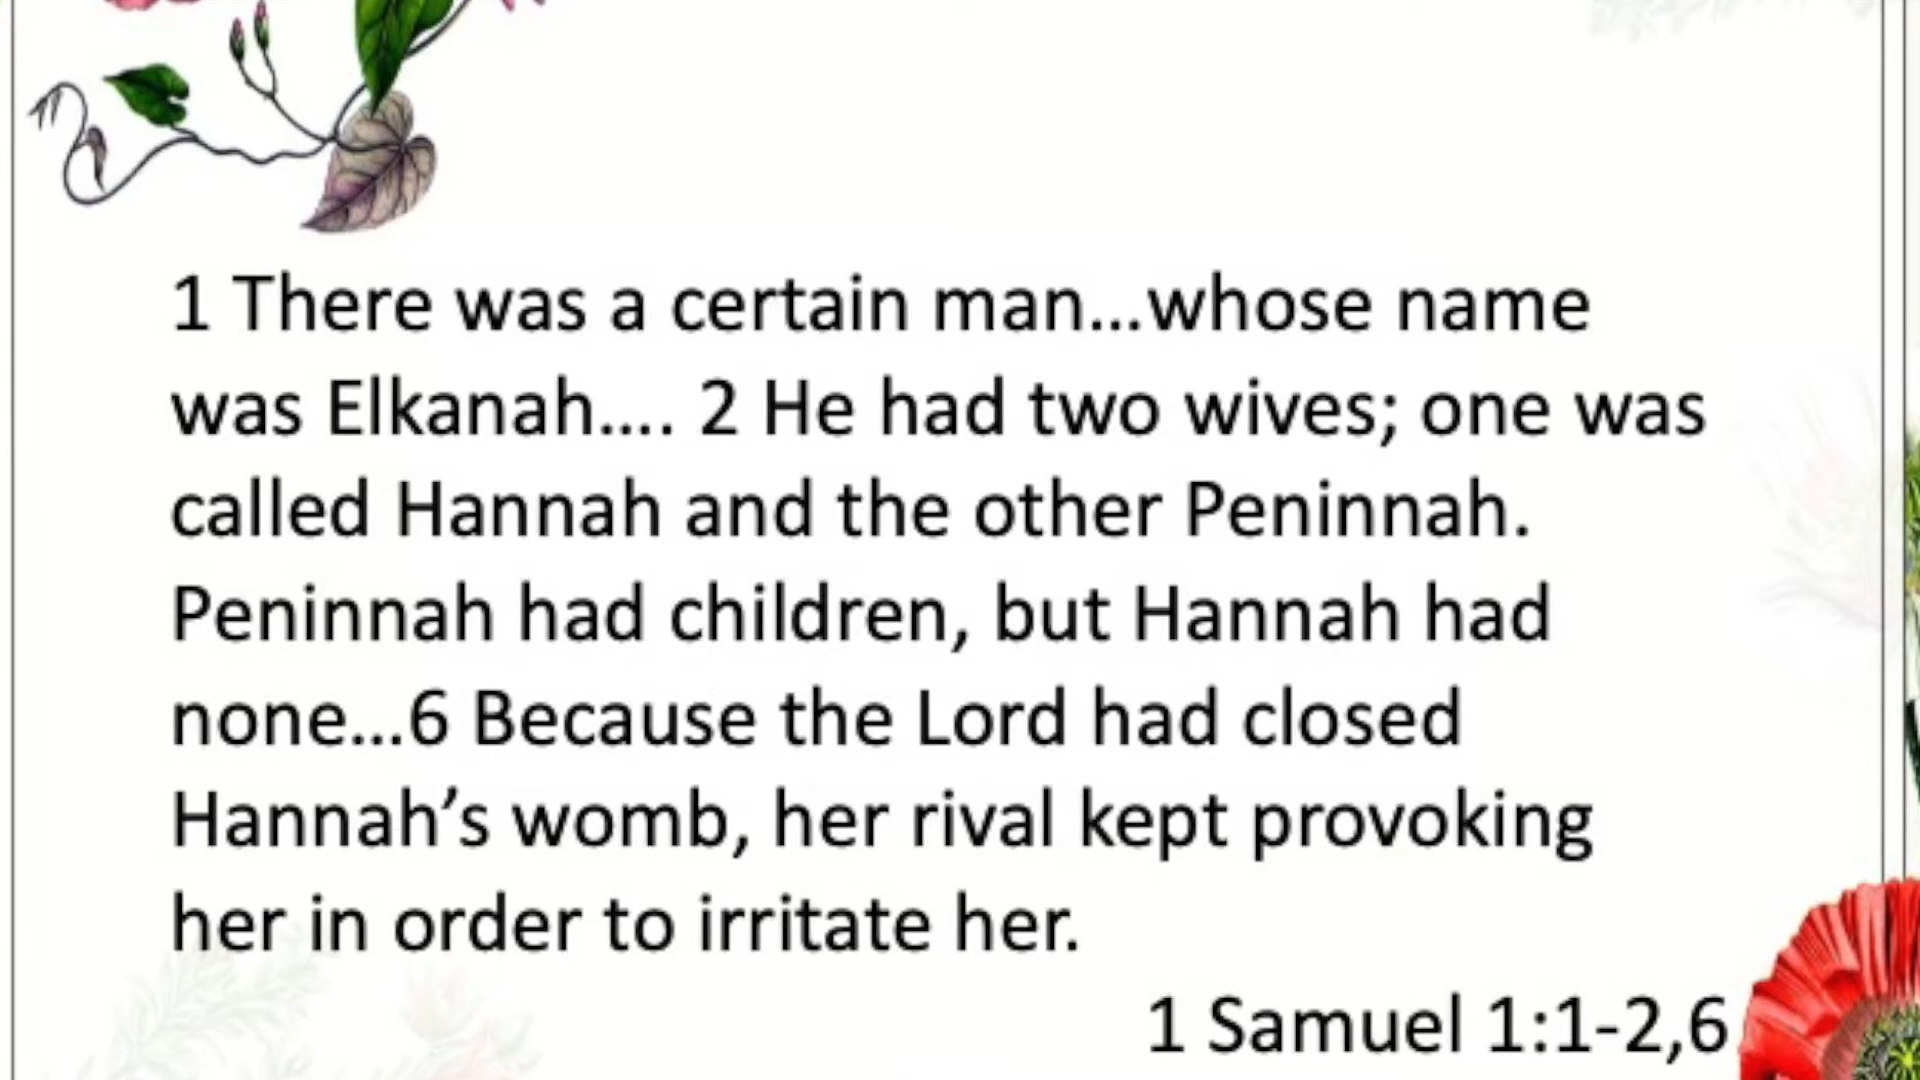 1 There was a certain man...whose name
was Elkanah.... 2 He had two wives; one was
called Hannah and the other Peninnah.
Peninnah had children, but Hannah had
none...6 Because the Lord had closed
Hannah’s womb, her rival kept provoking
her in order to irritate her.
1 Samuel 1:1-2,6